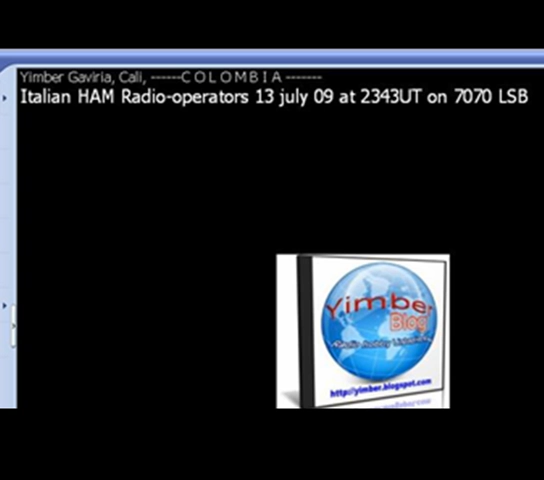 Yimber Gaviria, Cali, ------C O L O M B I A -------
Italian HAM Radio-operators 13 july 09 at 2343UT on 7070 LSB
Yimber
Blog
http://yimber.blogspot.com